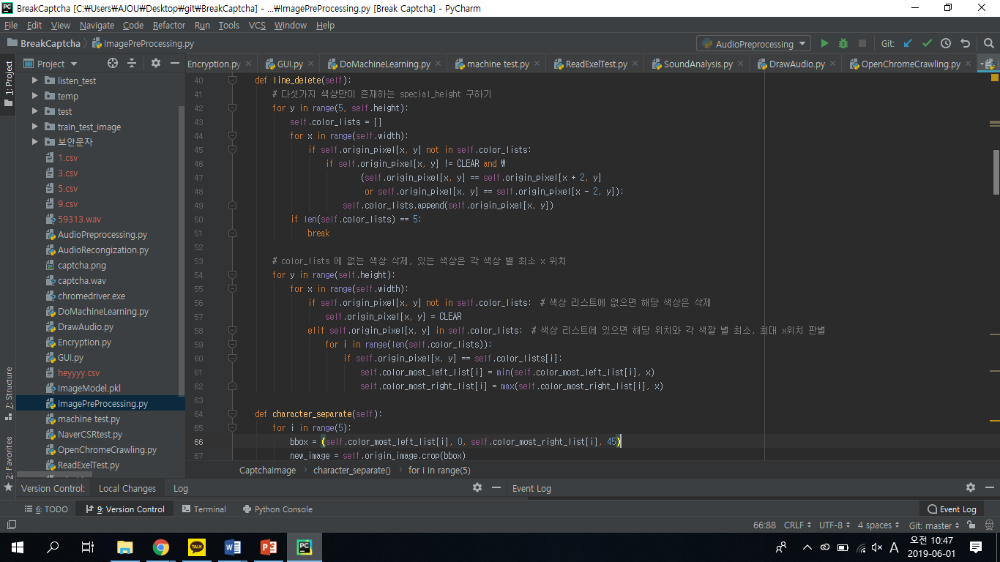 BreakCaptcha [C:₩Users₩AJOU₩Desktop₩git₩BreakCaptcha] - ...₩ImagePreProcessing.py [Break Captcha] - PyCharm
File Edit View Navigate Code Refactor Run Tools VCS Window Help
BreakCaptcha ImagePreProcessing.py AudioPreprocessing Git:
Project Encryption.py GUI.py DoMachineLearning.py machine test.py ReadExelTest.py SoundAnalysis.py DrawAudio.py OpenChromeCrawling.py
1: Project
7: Structure
2: Favorites
listen_test
temp
test
train_test_image
보안문자
1.csv
3.csv
5.csv
9.csv
59313.wav
AudioPreprocessing.py
AudioRecongization.py
captcha.png
captcha.wav
chromedriver.exe
DoMachineLearning.py
DrawAudio.py
Encryption.py
GUI.py
heyyyy.csv
ImageModel.pkl
ImagePreProcessing.py
machine test.py
NaverCSRtest.py
OpenChromeCrawling.py
ReadExelTest.py
40 def line_delete(self):
41 # 다섯가지 색상만이 존재하는 special_height 구하기
42 for y in range(5, self.height):
43 self.color_lists = []
44 for x in range(self.width):
45 if self.origin_pixel[x, y] not in self.color_lists:
46 if self.origin_pixel[x, y] != CLEAR and ₩
47 (self.origin_pixel[x, y] == self.origin_pixel[x + 2, y]
48 or self.origin_pixel[x, y] == self.origin_pixel[x - 2, y]):
49 self.color_lists.append(self.origin_pixel[x, y])
50 if len(self.color_lists) == 5:
51 break
52
53 # color_lists 에 없는 색상 삭제, 있는 색상은 각 색상 별 최소 x 위치
54 for y in range(self.height):
55 for x in range(self.width):
56 if self.origin_pixel[x, y] not in self.color_lists: # 색상 리스트에 없으면 해당 색상은 삭제
57 self.origin_pixel[x, y] = CLEAR
58 elif self.origin_pixel[x, y] in self.color_lists: # 색상 리스트에 있으면 해당 위치와 각 색깔 별 최소, 최대 x위치 판별
59 for i in range(len(self.color_lists)):
60 if self.origin_pixel[x, y] == self.color_lists[i]:
61 self.color_most_left_list[i] = min(self.color_most_left_list[i], x)
62 self.color_most_right_list[i] = max(self.color_most_right_list[i], x)
63
64 def character_separate(self):
65 for i in range(5):
66 bbox = (self.color_most_left_list[i], 0, self.color_most_right_list[i], 45)
67 new_image = self.origin_image.crop(bbox)
CaptchaImage character_separate() for i in range(5)
Version Control: Local Changes Log Event Log
6: TODO 9: Version Control Terminal Python Console Event Log
66:88 CRLF UTF-8 4 spaces Git: master
TALK A 오전 10:47
2019-06-01